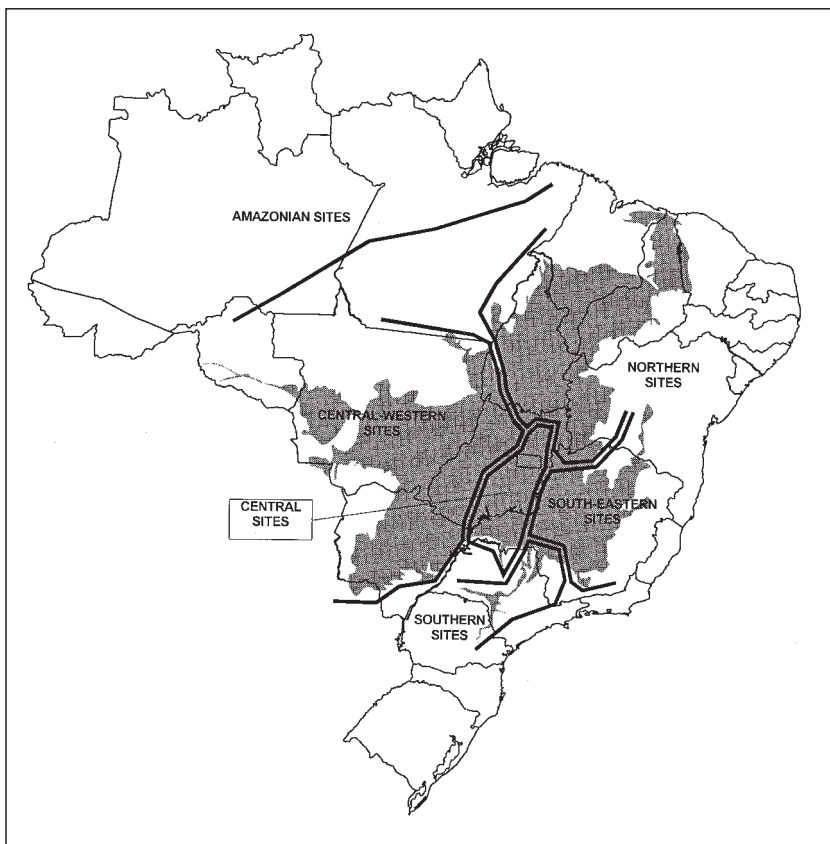 AMAZONIAN SITES
NORTHERN
SITES
CENTRAL-WESTERN
SITES
CENTRAL
SITES
SOUTH-EASTERN
SITES
SOUTHERN
SITES